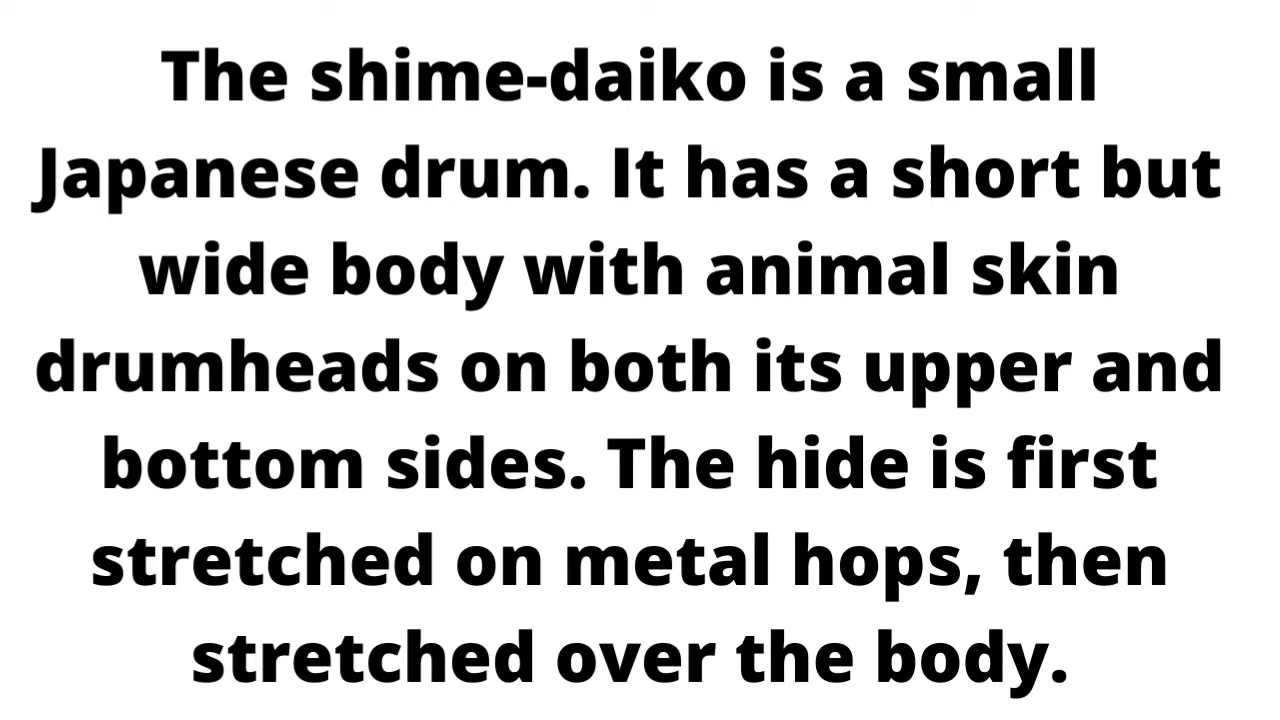 The shime-daiko is a small
Japanese drum. It has a short but
wide body with animal skin
drumheads on both its upper and
bottom sides. The hide is first
stretched on metal hops, then
stretched over the body.